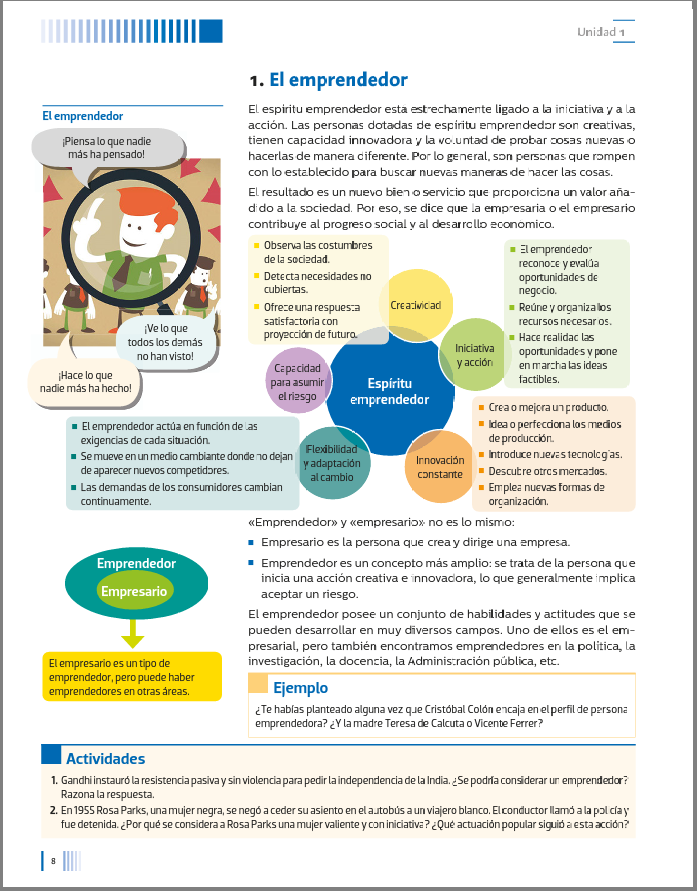 Unidad 1
1. El emprendedor
El espíritu emprendedor está estrechamente ligado a la iniciativa y a la
acción. Las personas dotadas de espíritu emprendedor son creativas,
tienen capacidad innovadora y la voluntad de probar cosas nuevas o
hacerlas de manera diferente. Por lo general, son personas que rompen
con lo establecido para buscar nuevas maneras de hacer las cosas.
El resultado es un nuevo bien o servicio que proporciona un valor aña-
dido a la sociedad. Por eso, se dice que la empresaria o el empresario
contribuye al progreso social y al desarrollo económico.
El emprendedor
¡Piensa lo que nadie
más ha pensado!
¡Ve lo que
todos los demás
no han visto!
¡Hace lo que
nadie más ha hecho!
Observa las costumbres
de la sociedad.
Detecta necesidades no
cubiertas.
Ofrece una respuesta
satisfactoria con
proyección de futuro.
Creatividad
El emprendedor
reconoce y evalúa
oportunidades de
negocio.
Reúne y organiza los
recursos necesarios.
Hace realidad las
oportunidades y pone
en marcha las ideas
factibles.
Iniciativa
y acción
Capacidad
para asumir
el riesgo
Espíritu
emprendedor
Crea o mejora un producto.
Idea o perfecciona los medios
de producción.
Introduce nuevas tecnologías.
Descubre otros mercados.
Emplea nuevas formas de
organización.
Innovación
constante
Flexibilidad
y adaptación
al cambio
El emprendedor actúa en función de las
exigencias de cada situación.
Se mueve en un medio cambiante donde no dejan
de aparecer nuevos competidores.
Las demandas de los consumidores cambian
continuamente.
«Emprendedor» y «empresario» no es lo mismo:
Empresario es la persona que crea y dirige una empresa.
Emprendedor es un concepto más amplio: se trata de la persona que
inicia una acción creativa e innovadora, lo que generalmente implica
aceptar un riesgo.
El emprendedor posee un conjunto de habilidades y actitudes que se
pueden desarrollar en muy diversos campos. Uno de ellos es el em-
presarial, pero también encontramos emprendedores en la política, la
investigación, la docencia, la Administración pública, etc.
Emprendedor
Empresario
El empresario es un tipo de
emprendedor, pero puede haber
emprendedores en otras áreas.
Ejemplo
¿Te habías planteado alguna vez que Cristóbal Colón encaja en el perfil de persona
emprendedora? ¿Y la madre Teresa de Calcuta o Vicente Ferrer?
Actividades
1. Gandhi instauró la resistencia pasiva y sin violencia para pedir la independencia de la India. ¿Se podría considerar un emprendedor?
Razona la respuesta.
2. En 1955 Rosa Parks, una mujer negra, se negó a ceder su asiento en el autobús a un viajero blanco. El conductor llamó a la policía y
fue detenida. ¿Por qué se considera a Rosa Parks una mujer valiente y con iniciativa? ¿Qué actuación popular siguió a esta acción?
8